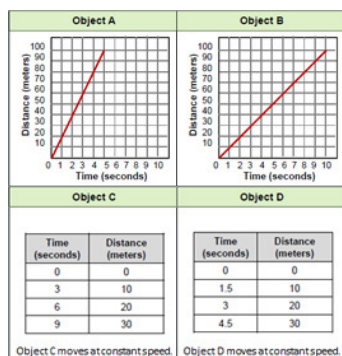 Object A
Object B
Distance (meters)
100
90
80
70
60
50
40
30
20
10
0 1 2 3 4 5 6 7 8 9 10
Time (seconds)
Distance (meters)
100
90
80
70
60
50
40
30
20
10
0 1 2 3 4 5 6 7 8 9 10
Time (seconds)
Object C
Object D
Time (seconds) Distance (meters)
0 0
3 10
6 20
9 30
Object C moves at constant speed.
Time (seconds) Distance (meters)
0 0
1.5 10
3 20
4.5 30
Object D moves at constant speed.